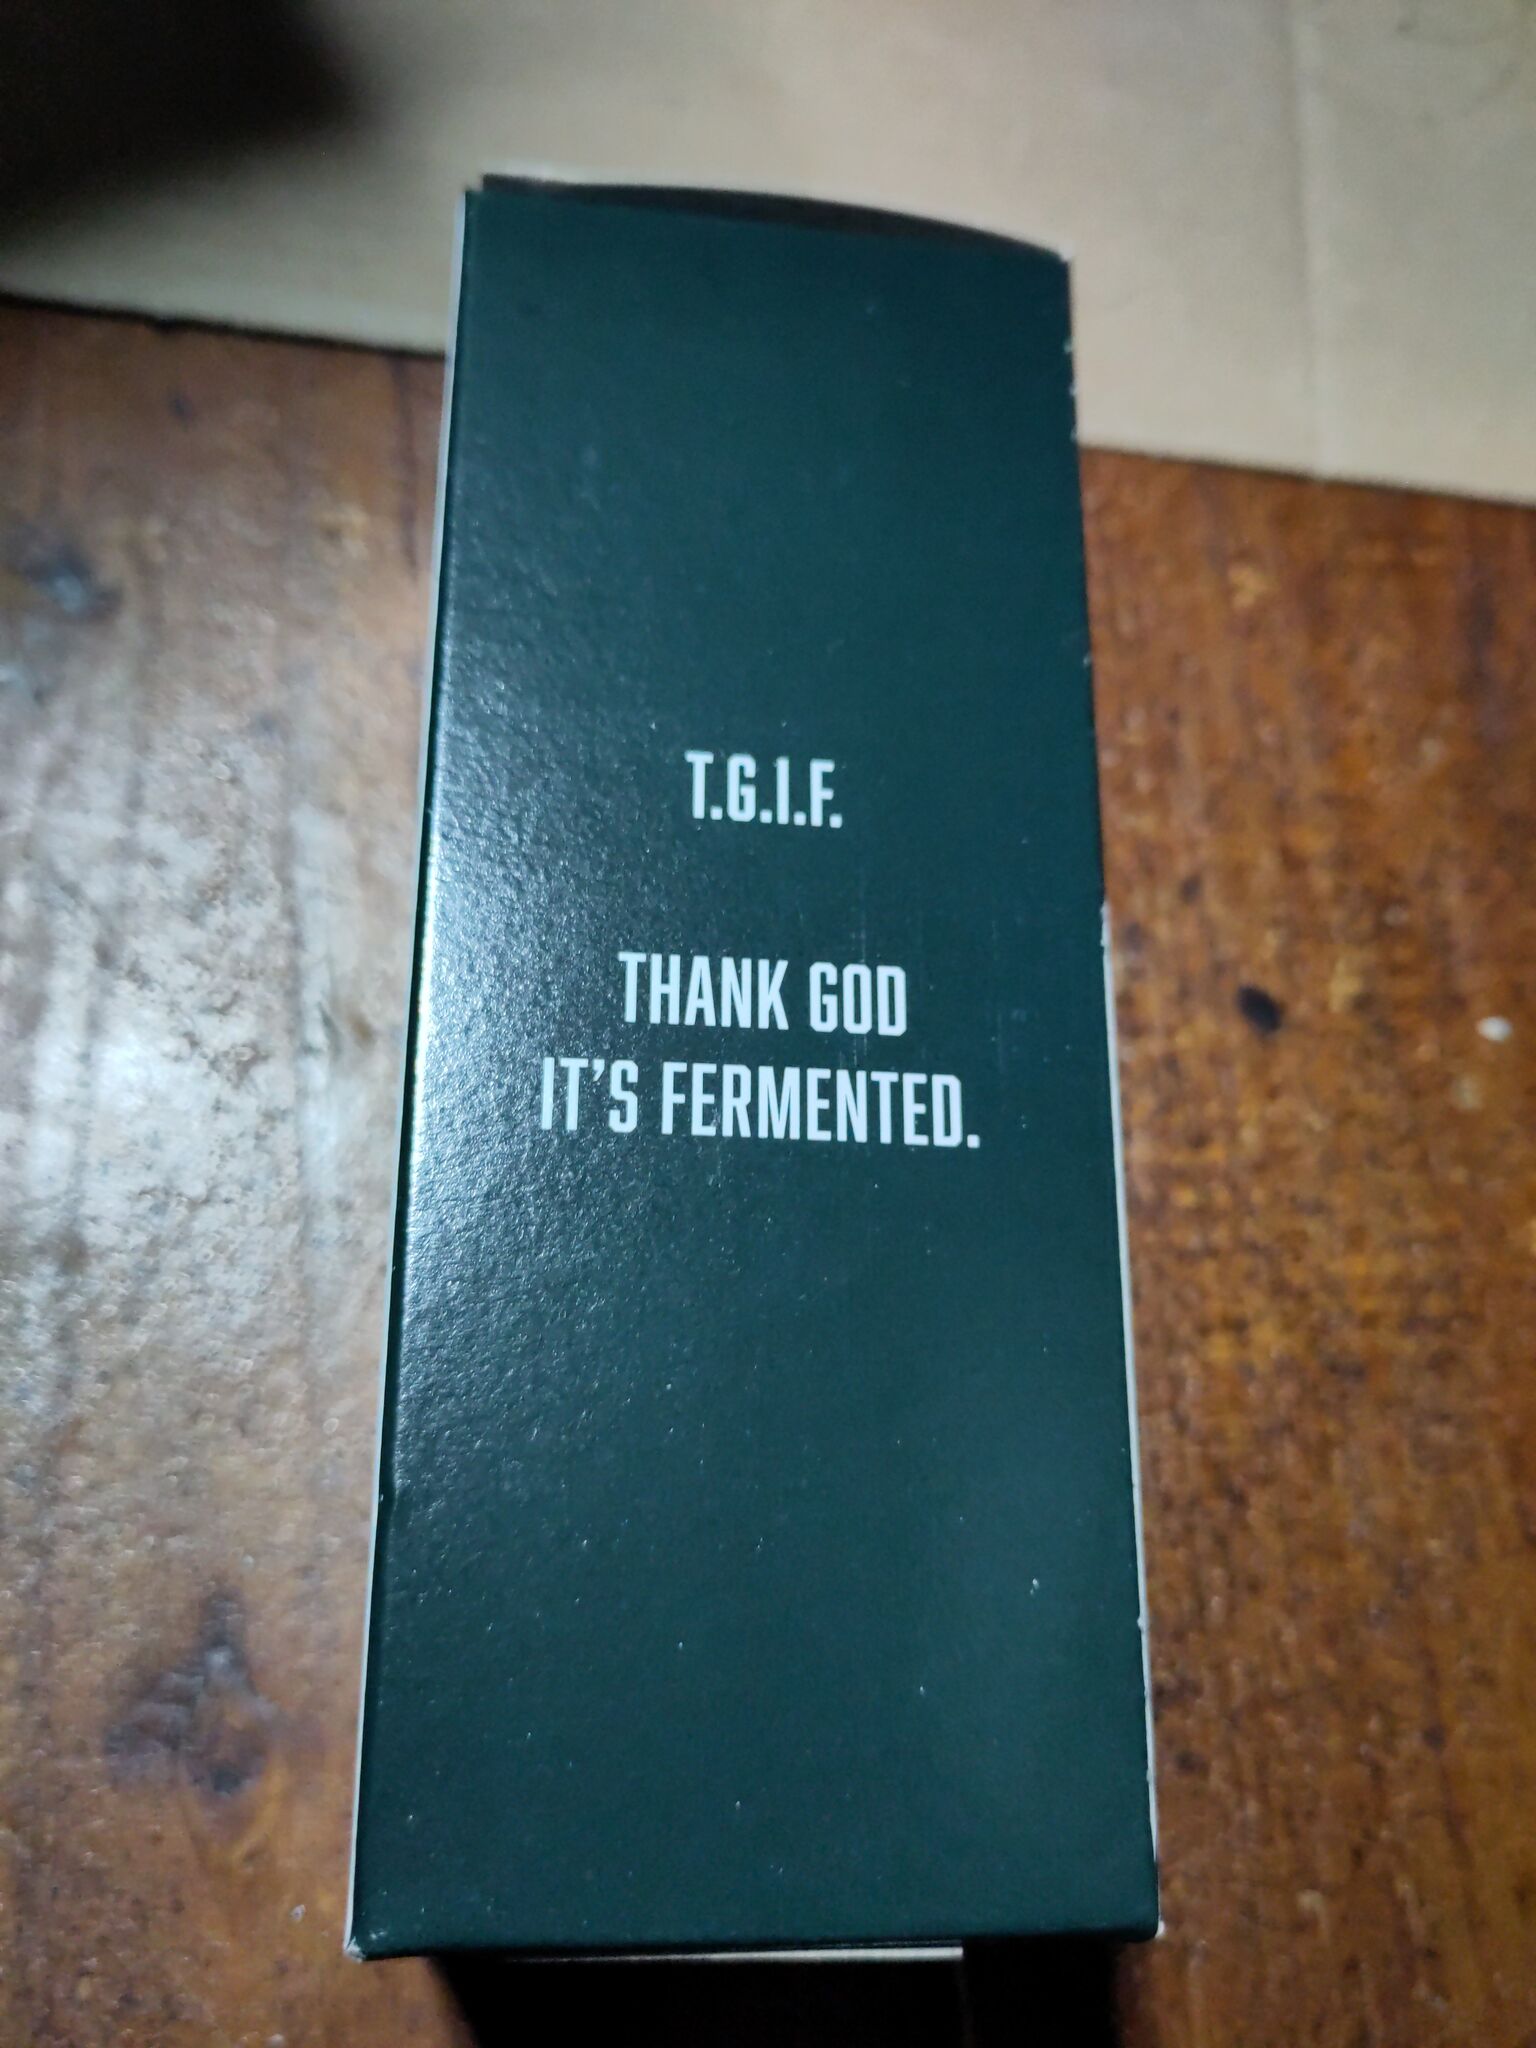 T.G.I.F.
THANK GOD
IT'S FERMENTED.